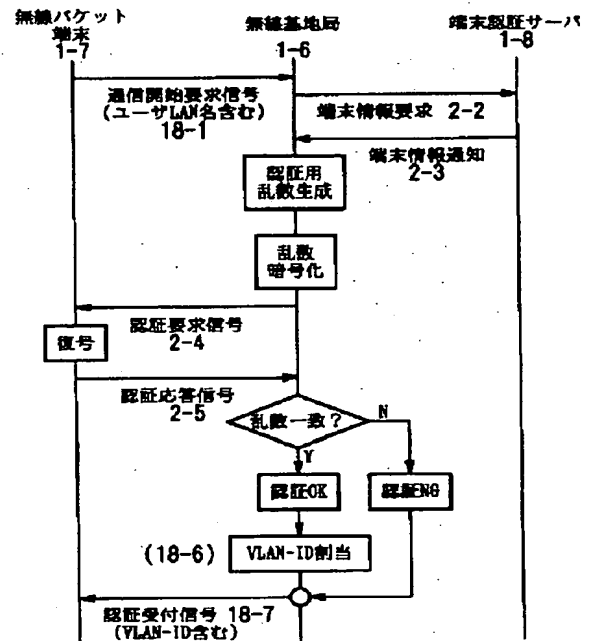 無線パケット
端末
1-7
無線基地局
1-6
端末認証サーバ
1-8
通信開始要求信号
(ユーザLAN名含む)
18-1
端末情報要求 2-2
端末情報通知
2-3
認証用
乱数生成
乱数
暗号化
認証要求信号
2-4
復号
認証応答信号
2-5
乱数一致?
N
Y
認証OK
認証NG
(18-6)
VLAN-ID割当
認証受付信号 18-7
(VLAN-ID含む)